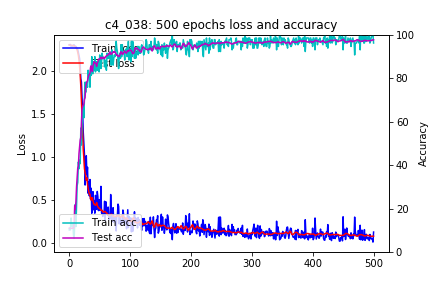 c4_038: 500 epochs loss and accuracy
Train loss
Test loss
Train acc
Test acc
Loss
Accuracy
2.0
1.5
1.0
0.5
0.0
100
80
60
40
20
0
0
100
200
300
400
500